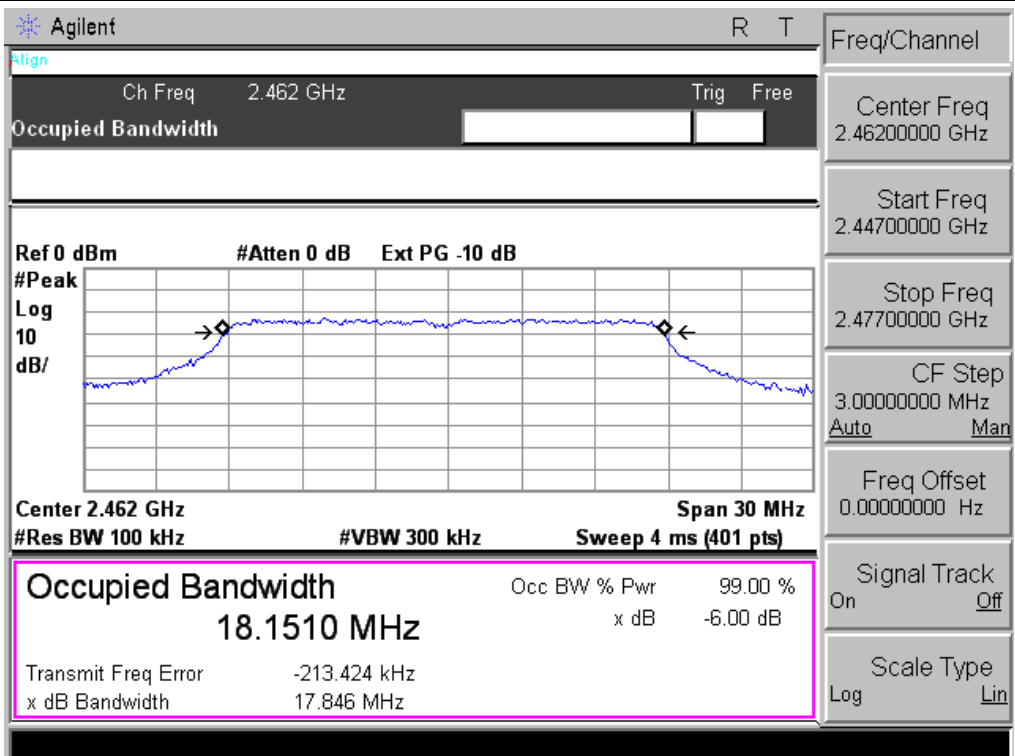 Agilent R T
Align
Ch Freq 2.462 GHz Trig Free
Occupied Bandwidth
Ref 0 dBm #Atten 0 dB Ext PG -10 dB
#Peak
Log
10
dB/
Center 2.462 GHz Span 30 MHz
#Res BW 100 kHz #VBW 300 kHz Sweep 4 ms (401 pts)
Occupied Bandwidth
18.1510 MHz
Occ BW % Pwr 99.00 %
x dB -6.00 dB
Transmit Freq Error -213.424 kHz
x dB Bandwidth 17.846 MHz
Freq/Channel
Center Freq
2.46200000 GHz
Start Freq
2.44700000 GHz
Stop Freq
2.47700000 GHz
CF Step
3.00000000 MHz
Auto Man
Freq Offset
0.00000000 Hz
Signal Track
On Off
Scale Type
Log Lin